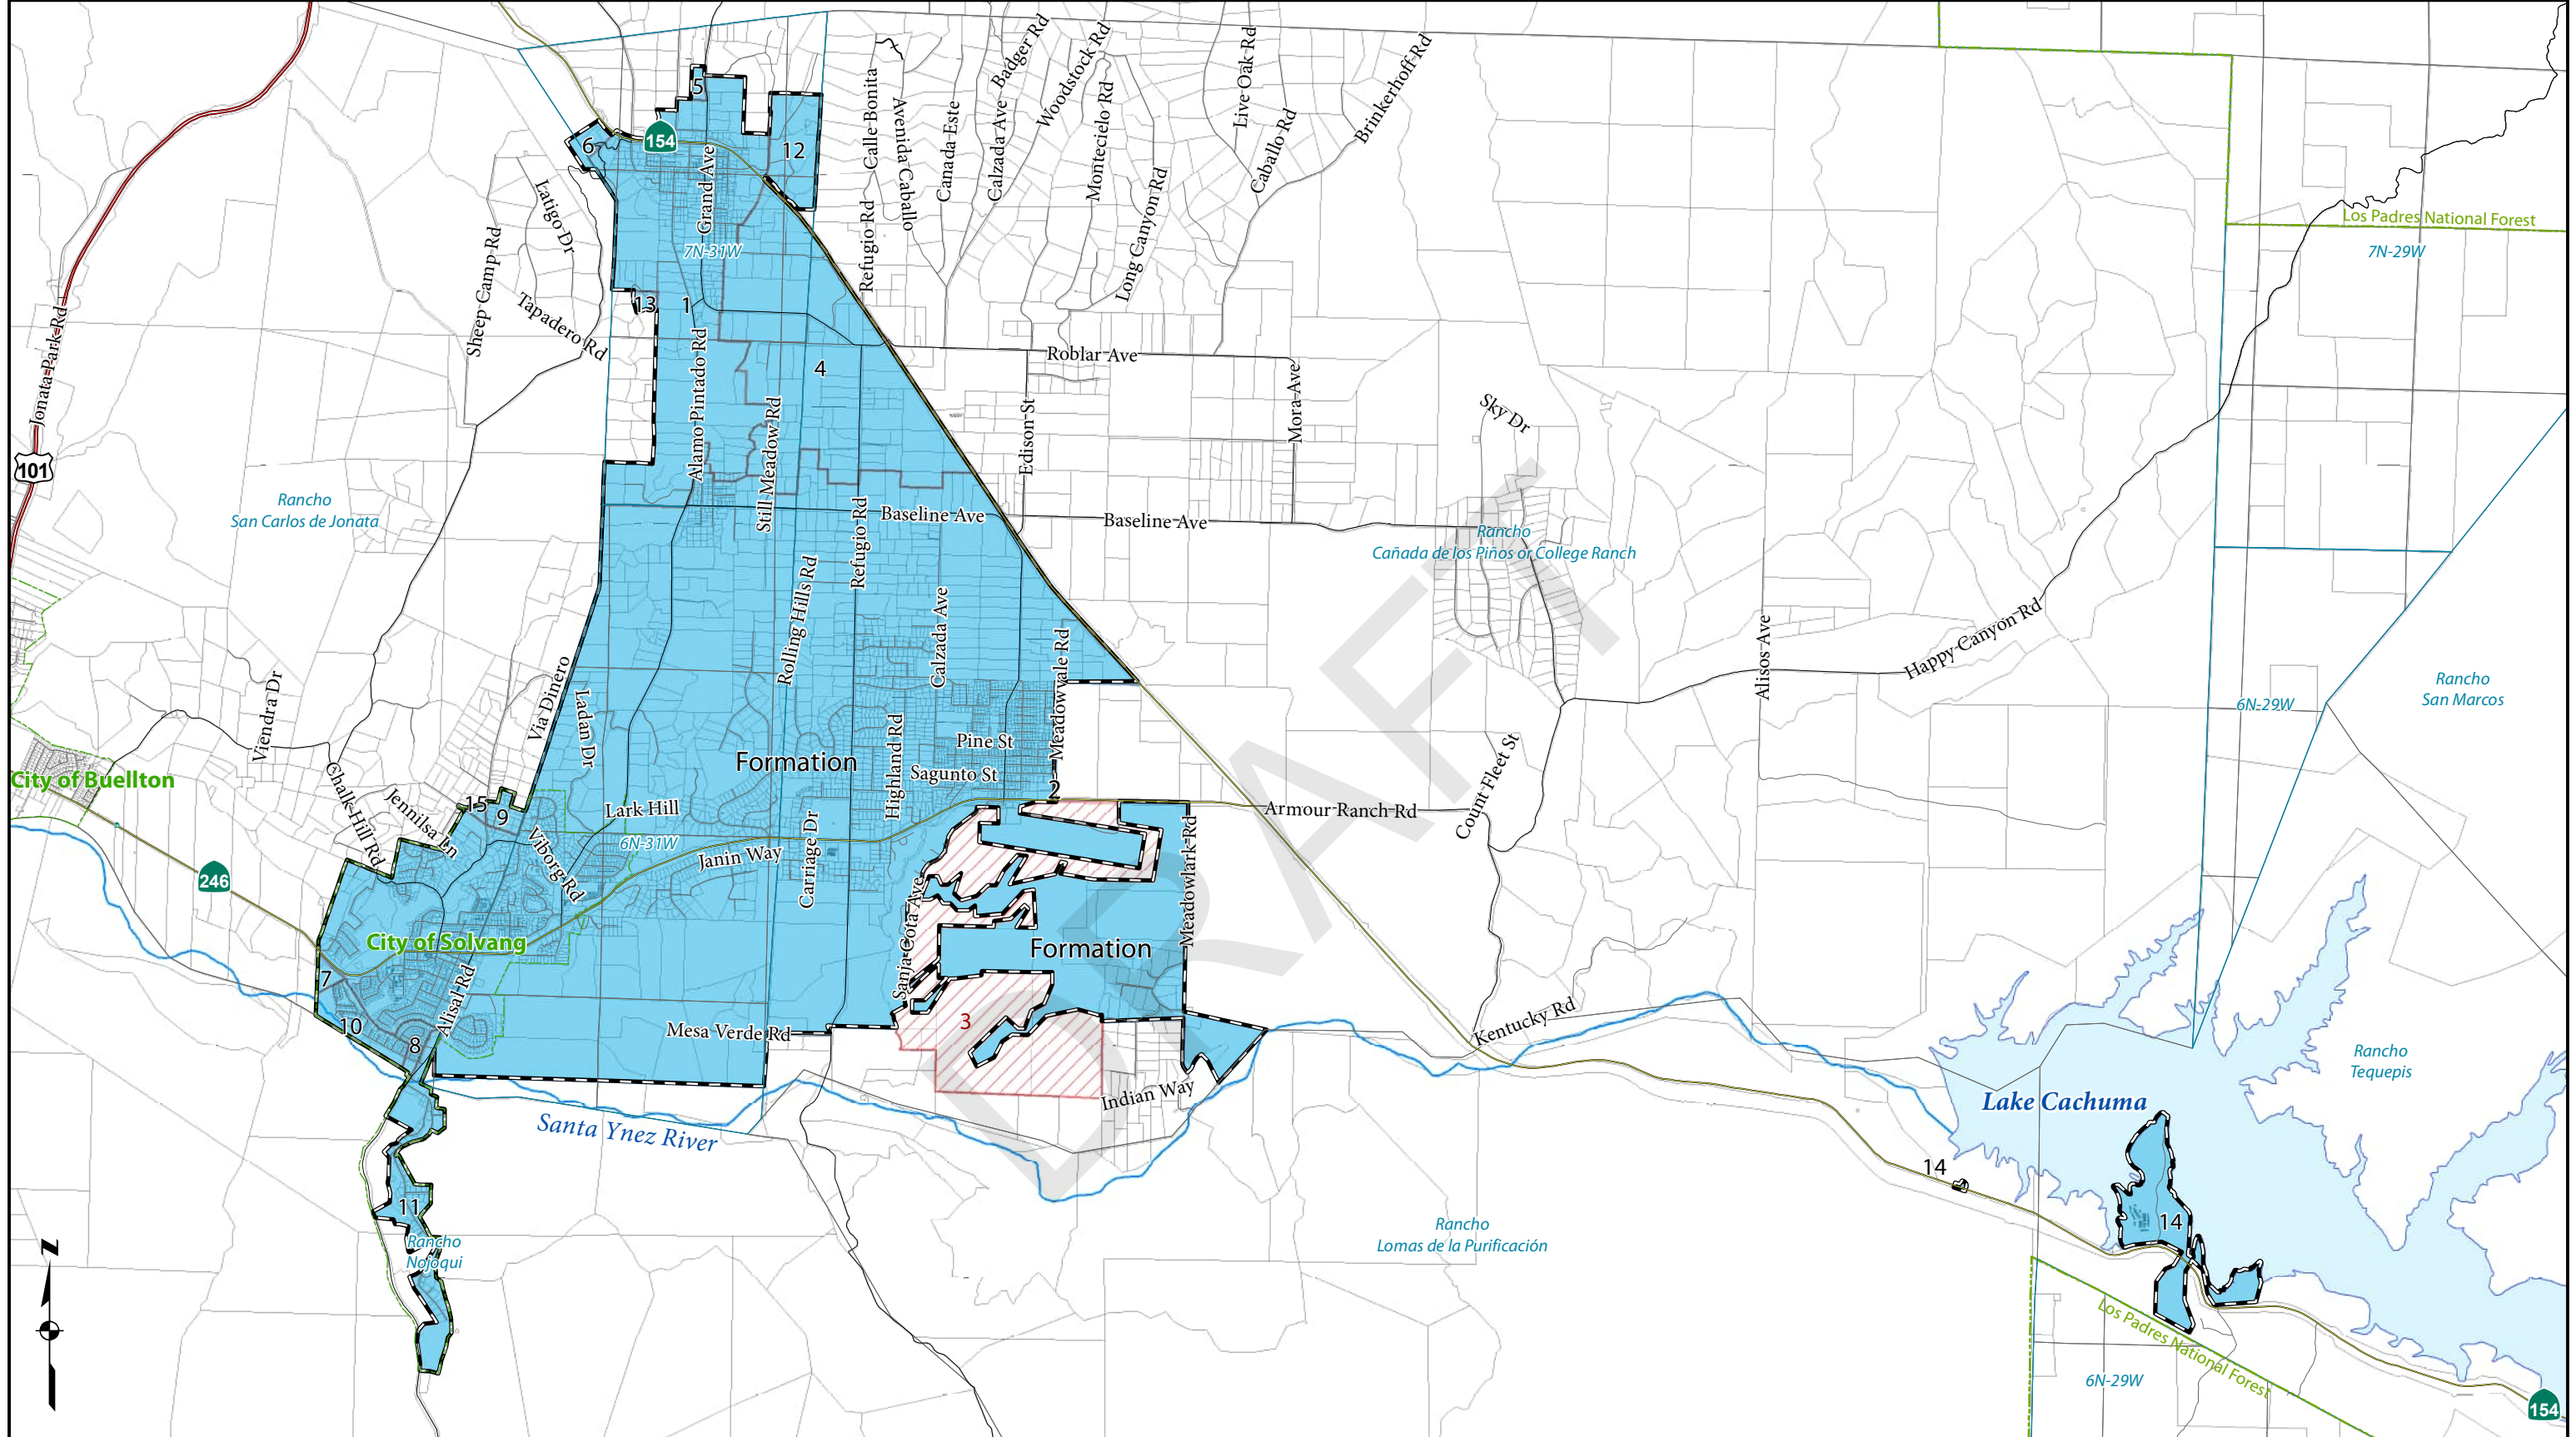 Jonata Park Rd
101
Rancho
San Carlos de Jonata
Sheep Camp Rd
Latigo Dr
Tapadero Rd
5
6
154
12
Grand Ave
7N-31W
13
1
4
Alamo Pintado Rd
Still Meadow Rd
Refugio Rd
Calle Bonita
Avenida Caballo
Canada Este
Calzada Ave
Badger Rd
Woodstock Rd
Montecielo Rd
Long Canyon Rd
Live Oak Rd
Caballo Rd
Brinkerhoff Rd
Los Padres National Forest
7N-29W
Roblar Ave
Edison St
Mora Ave
Sky Dr
Baseline Ave
Baseline Ave
Rancho
Cañada de los Piños or College Ranch
Refugio Rd
Rolling Hills Rd
Calzada Ave
Meadowvale Rd
Alisos Ave
Happy Canyon Rd
6N-29W
Rancho
San Marcos
Via Dinero
Ladan Dr
Viendra Dr
City of Buellton
Chalk Hill Rd
Jennilsa Ln
15
9
Viborg Rd
Lark Hill
6N-31W
Formation
Highland Rd
Pine St
Sagunto St
2
Janin Way
Carriage Dr
Armour Ranch Rd
Count Fleet St
Meadowlark Rd
246
City of Solvang
7
10
8
Alisal Rd
Sanja Cota Ave
Formation
3
Mesa Verde Rd
Indian Way
Kentucky Rd
Santa Ynez River
11
Rancho
Nojoqui
Rancho
Lomas de la Purificación
Lake Cachuma
Rancho
Tequepis
14
14
Los Padres National Forest
6N-29W
154
N
DRAFT